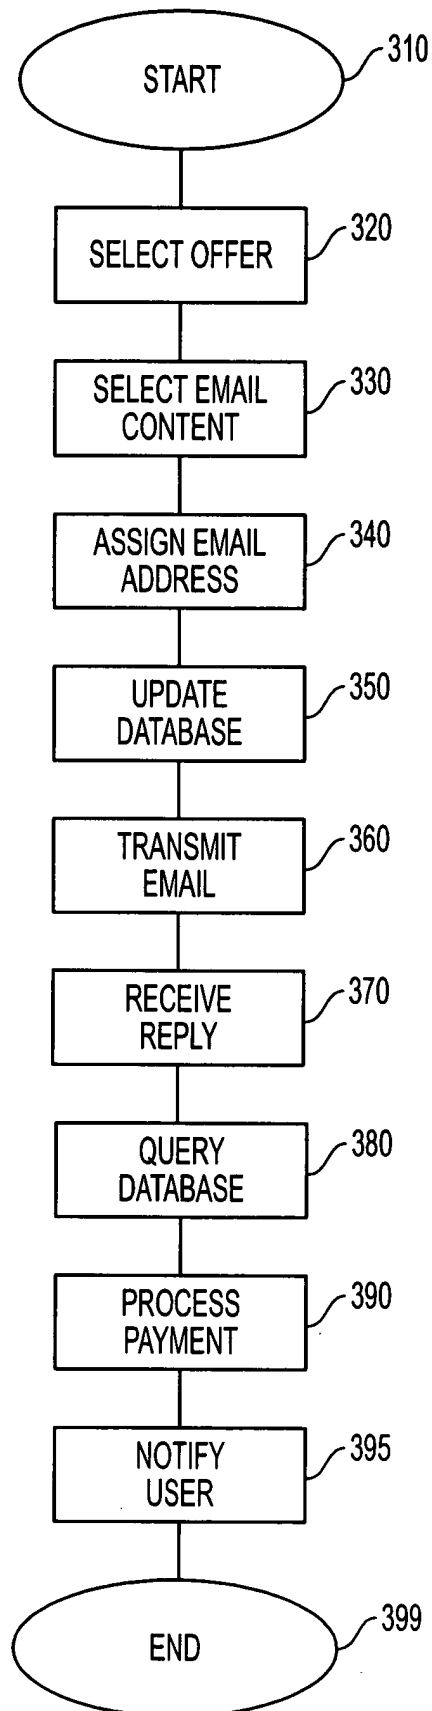 START
310
SELECT OFFER
320
SELECT EMAIL
CONTENT
330
ASSIGN EMAIL
ADDRESS
340
UPDATE
DATABASE
350
TRANSMIT
EMAIL
360
RECEIVE
REPLY
370
QUERY
DATABASE
380
PROCESS
PAYMENT
390
NOTIFY
USER
395
END
399